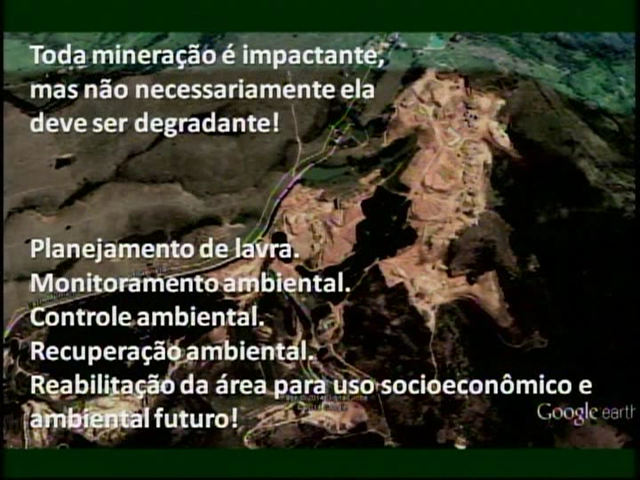 Toda mineração é impactante,
mas não necessariamente ela
deve ser degradante!
Planejamento de lavra.
Monitoramento ambiental.
Controle ambiental.
Recuperação ambiental.
Reabilitação da área para uso socioeconômico e
ambiental futuro!
Google earth